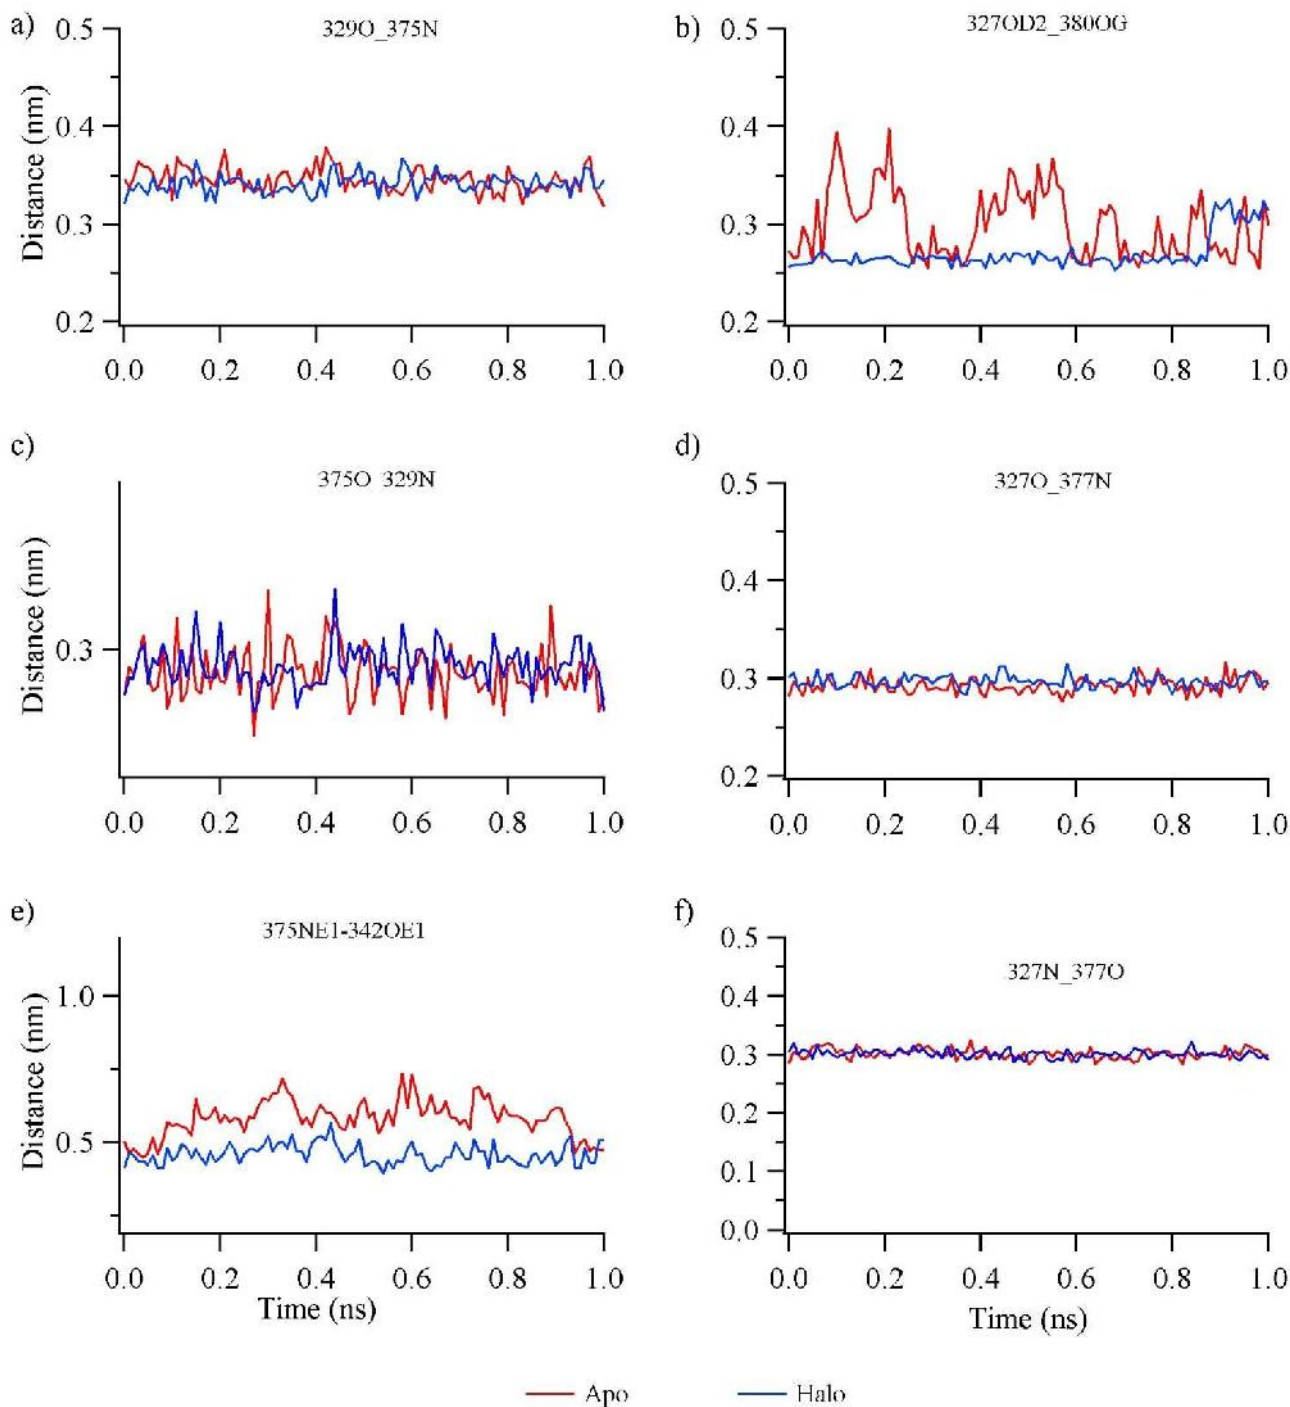 a)
329O_375N
0.5
0.4
0.3
0.2
Distance (nm)
0.0 0.2 0.4 0.6 0.8 1.0
b)
327OD2_380OG
0.5
0.4
0.3
0.2
0.0 0.2 0.4 0.6 0.8 1.0
c)
375O_329N
0.3
Distance (nm)
0.0 0.2 0.4 0.6 0.8 1.0
d)
327O_377N
0.5
0.4
0.3
0.2
0.0 0.2 0.4 0.6 0.8 1.0
e)
375NE1-342OE1
1.0
0.5
Distance (nm)
0.0 0.2 0.4 0.6 0.8 1.0
Time (ns)
f)
327N_377O
0.5
0.4
0.3
0.2
0.1
0.0
0.0 0.2 0.4 0.6 0.8 1.0
Time (ns)
Apo Halo